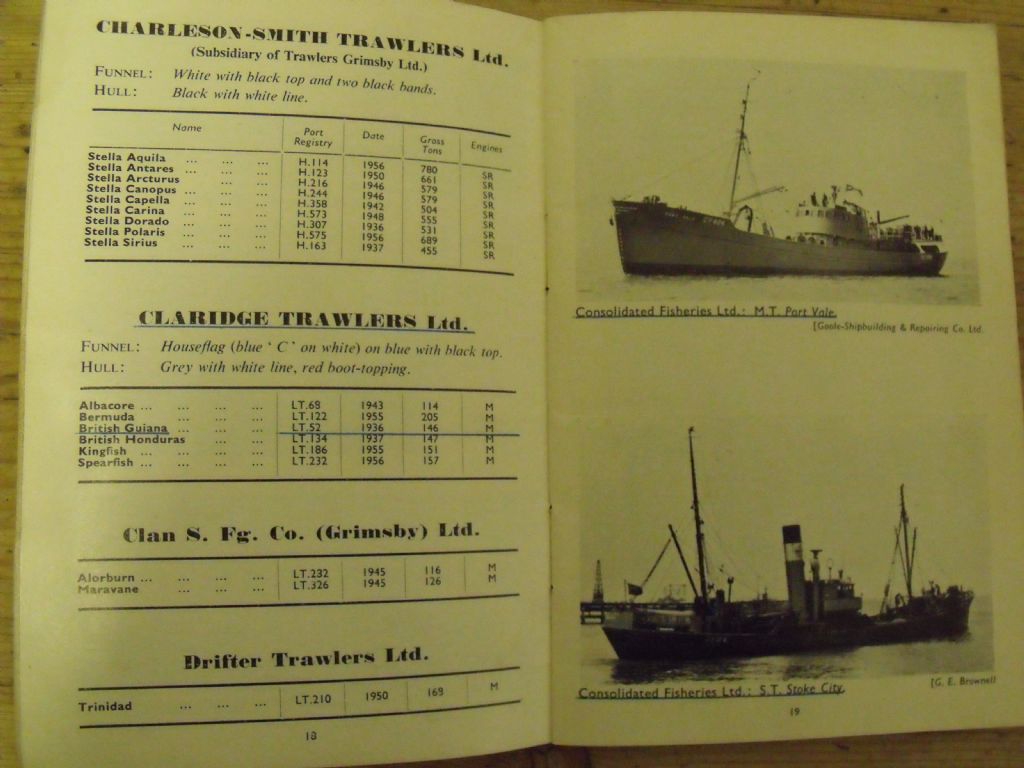 CHARLESON-SMITH TRAWLERS Ltd.
(Subsidiary of Trawlers Grimsby Ltd.)
FUNNEL: White with black top and two black bands.
HULL: Black with white line.
Name Port Registry Date Gross Tons Engines
Stella Aquila ... ... ... H.114 1956 780 SR
Stella Antares ... ... ... H.123 1950 661 SR
Stella Arcturus ... ... H.216 1946 579 SR
Stella Canopus ... ... ... H.244 1946 579 SR
Stella Capella ... ... ... H.358 1942 504 SR
Stella Carina ... ... ... H.573 1948 555 SR
Stella Dorado ... ... ... H.307 1936 531 SR
Stella Polaris ... ... ... H.575 1956 689 SR
Stella Sirius ... ... ... H.163 1937 455 SR
CLARIDGE TRAWLERS Ltd.
FUNNEL: Houseflag (blue ‘ C ’ on white) on blue with black top.
HULL: Grey with white line, red boot-topping.
Albacore ... ... ... ... LT.68 1943 114 M
Bermuda ... ... ... LT.122 1955 205 M
British Guiana ... ... ... LT.52 1936 146 M
British Honduras ... ... LT.134 1937 147 M
Kingfish ... ... ... ... LT.186 1955 151 M
Spearfish ... ... ... ... LT.232 1956 157 M
Clan S. Fg. Co. (Grimsby) Ltd.
Alorburn ... ... ... ... LT.232 1945 116 M
Maravane ... ... ... LT.326 1945 126 M
Drifter Trawlers Ltd.
Trinidad ... ... ... LT.210 1950 168 M
18
Consolidated Fisheries Ltd.: M.T. Port Vale.
[Goole-Shipbuilding & Repairing Co. Ltd.
Consolidated Fisheries Ltd.: S.T. Stoke City.
[G. E. Brownell
19